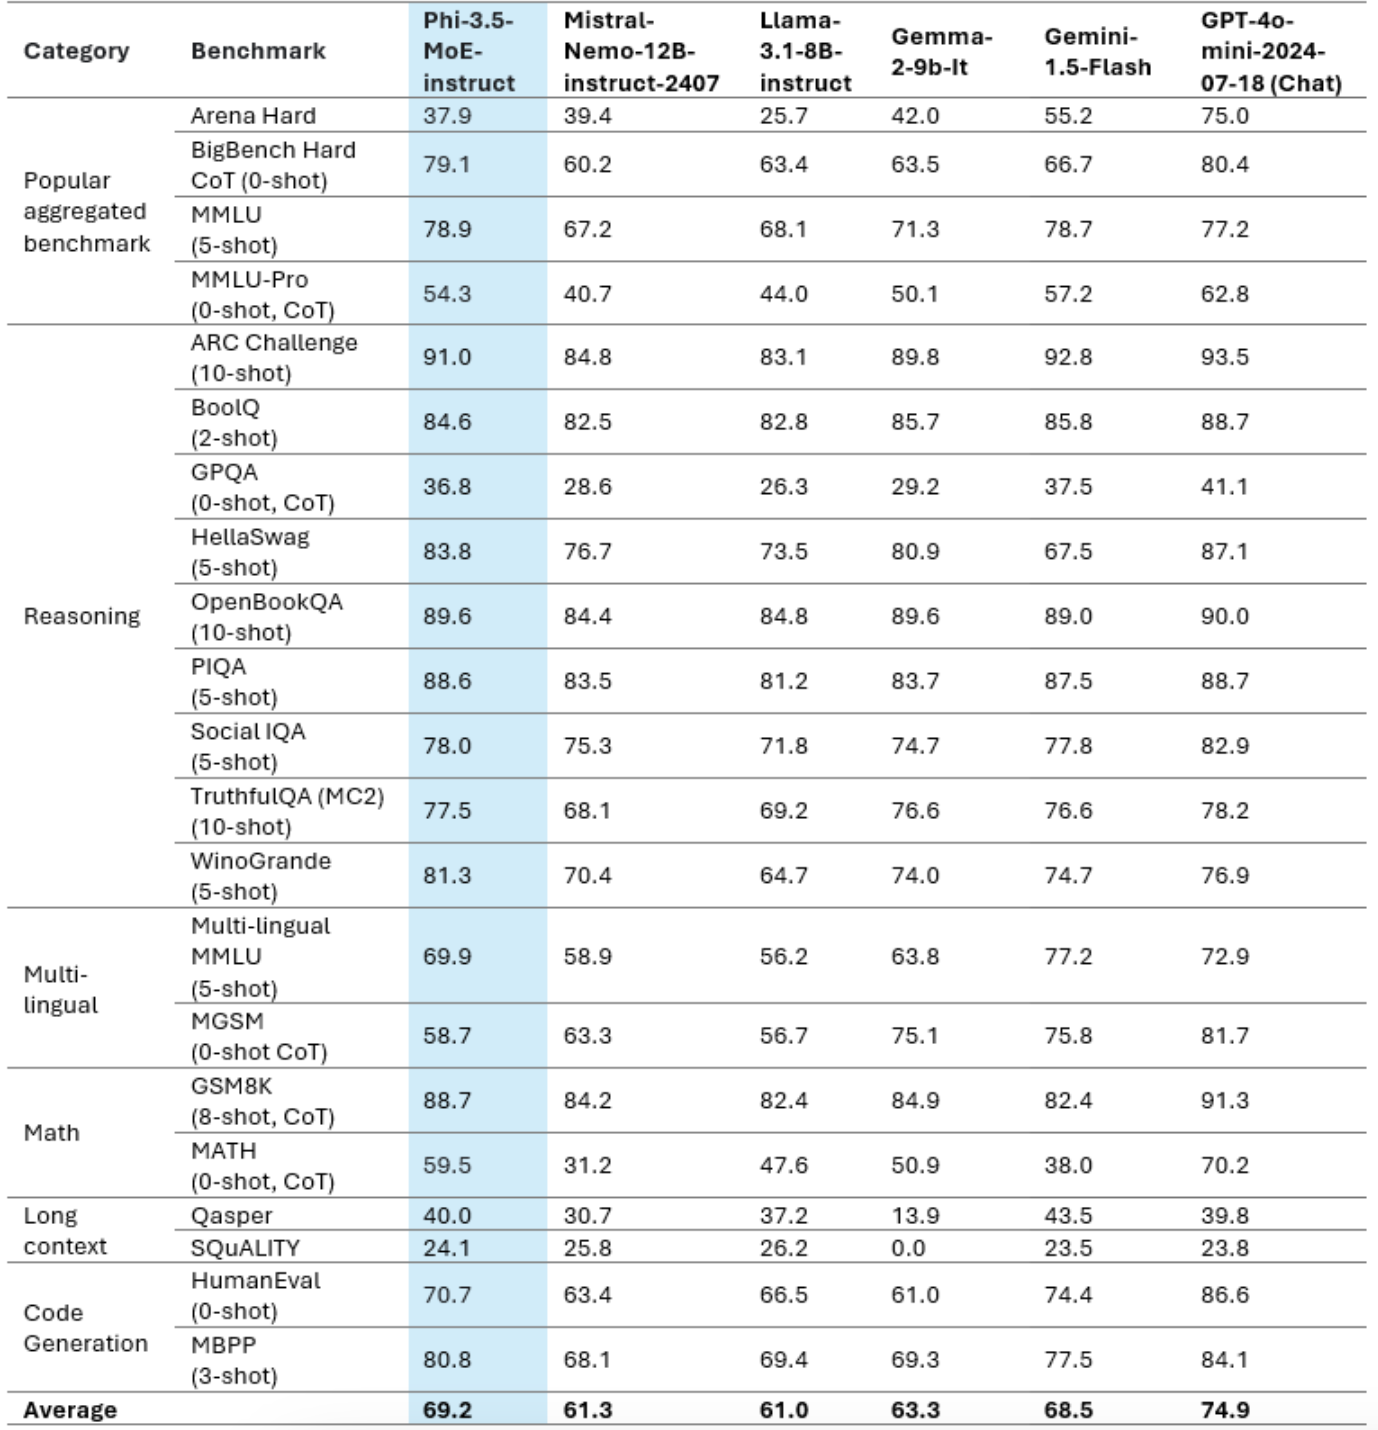 Category Benchmark Phi-3.5-MoE-instruct Mistral-Nemo-12B-instruct-2407 Llama-3.1-8B-instruct Gemma-2-9b-It Gemini-1.5-Flash GPT-4o-mini-2024-07-18 (Chat)
Popular aggregated benchmark
Arena Hard 37.9 39.4 25.7 42.0 55.2 75.0
BigBench Hard CoT (0-shot) 79.1 60.2 63.4 63.5 66.7 80.4
MMLU (5-shot) 78.9 67.2 68.1 71.3 78.7 77.2
MMLU-Pro (0-shot, CoT) 54.3 40.7 44.0 50.1 57.2 62.8
Reasoning
ARC Challenge (10-shot) 91.0 84.8 83.1 89.8 92.8 93.5
BoolQ (2-shot) 84.6 82.5 82.8 85.7 85.8 88.7
GPQA (0-shot, CoT) 36.8 28.6 26.3 29.2 37.5 41.1
HellaSwag (5-shot) 83.8 76.7 73.5 80.9 67.5 87.1
OpenBookQA (10-shot) 89.6 84.4 84.8 89.6 89.0 90.0
PIQA (5-shot) 88.6 83.5 81.2 83.7 87.5 88.7
Social IQA (5-shot) 78.0 75.3 71.8 74.7 77.8 82.9
TruthfulQA (MC2) (10-shot) 77.5 68.1 69.2 76.6 76.6 78.2
WinoGrande (5-shot) 81.3 70.4 64.7 74.0 74.7 76.9
Multi-lingual
Multi-lingual MMLU (5-shot) 69.9 58.9 56.2 63.8 77.2 72.9
MGSM (0-shot CoT) 58.7 63.3 56.7 75.1 75.8 81.7
Math
GSM8K (8-shot, CoT) 88.7 84.2 82.4 84.9 82.4 91.3
MATH (0-shot, CoT) 59.5 31.2 47.6 50.9 38.0 70.2
Long context
Qasper 40.0 30.7 37.2 13.9 43.5 39.8
SQuALITY 24.1 25.8 26.2 0.0 23.5 23.8
Code Generation
HumanEval (0-shot) 70.7 63.4 66.5 61.0 74.4 86.6
MBPP (3-shot) 80.8 68.1 69.4 69.3 77.5 84.1
Average 69.2 61.3 61.0 63.3 68.5 74.9